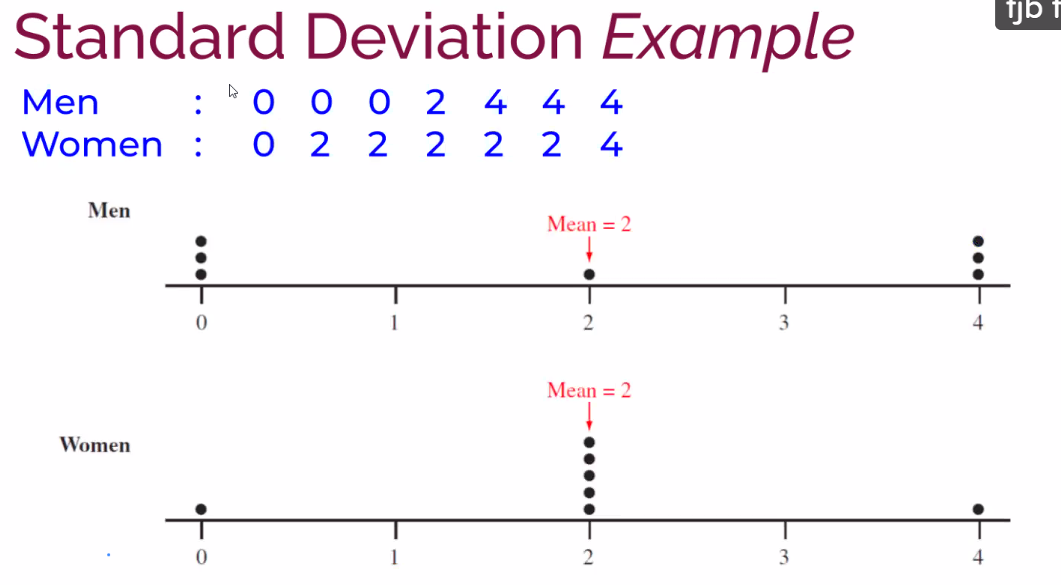 Standard Deviation Example
fjb f
Men : 0 0 0 2 4 4 4
Women : 0 2 2 2 2 2 4
Men
Mean = 2
0 1 2 3 4
Mean = 2
Women
0 1 2 3 4